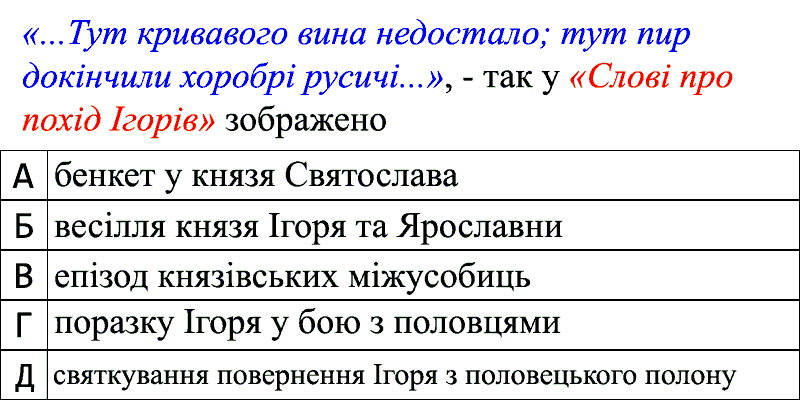 «...Тут кривавого вина недостало; тут пир
докінчили хоробрі русичі...», - так у «Слові про
похід Ігорів» зображено
А бенкет у князя Святослава
Б весілля князя Ігоря та Ярославни
В епізод князівських міжусобиць
Г поразку Ігоря у бою з половцями
Д святкування повернення Ігоря з половецького полону